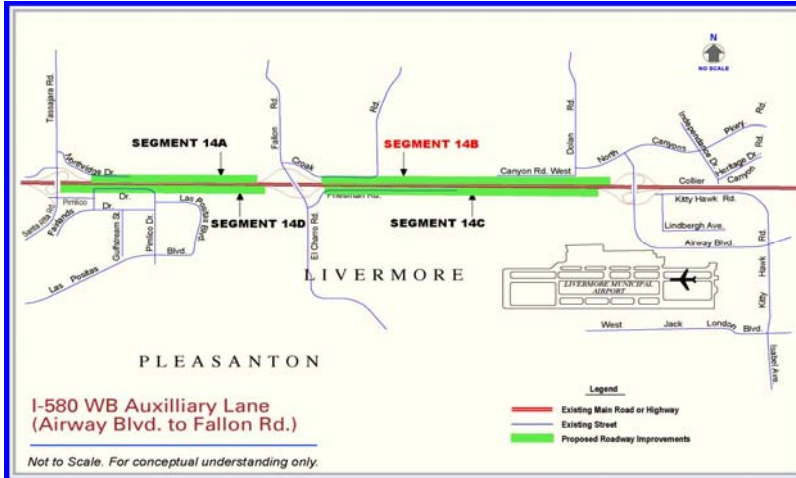 N
NO SCALE
Tassajara Rd.
Fallon Rd.
Rd.
Dolan Rd.
Independence Dr.
Canyons Pkwy
Rd.
SEGMENT 14A
SEGMENT 14B
Northridge Dr.
Croak
Canyon Rd. West
North
Heritage Dr.
Rd.
Collier
Canyon
Santa Rita Rd.
Pimlico
Dr.
Fairlands
Dr.
Gulfstream St.
Pimlico Dr.
Las
Positas Blvd.
Kitty Hawk Rd.
SEGMENT 14D
SEGMENT 14C
El Charro Rd.
Lindbergh Ave.
Airway Blvd.
Kitty Hawk Rd.
Las Positas Blvd.
LIVERMORE
LIVERMORE MUNICIPAL
AIRPORT
West Jack London Blvd.
Isabel Ave.
PLEASANTON
I-580 WB Auxilliary Lane
(Airway Blvd. to Fallon Rd.)
Legend
Existing Main Road or Highway
Existing Street
Proposed Roadway Improvements
Not to Scale. For conceptual understanding only.